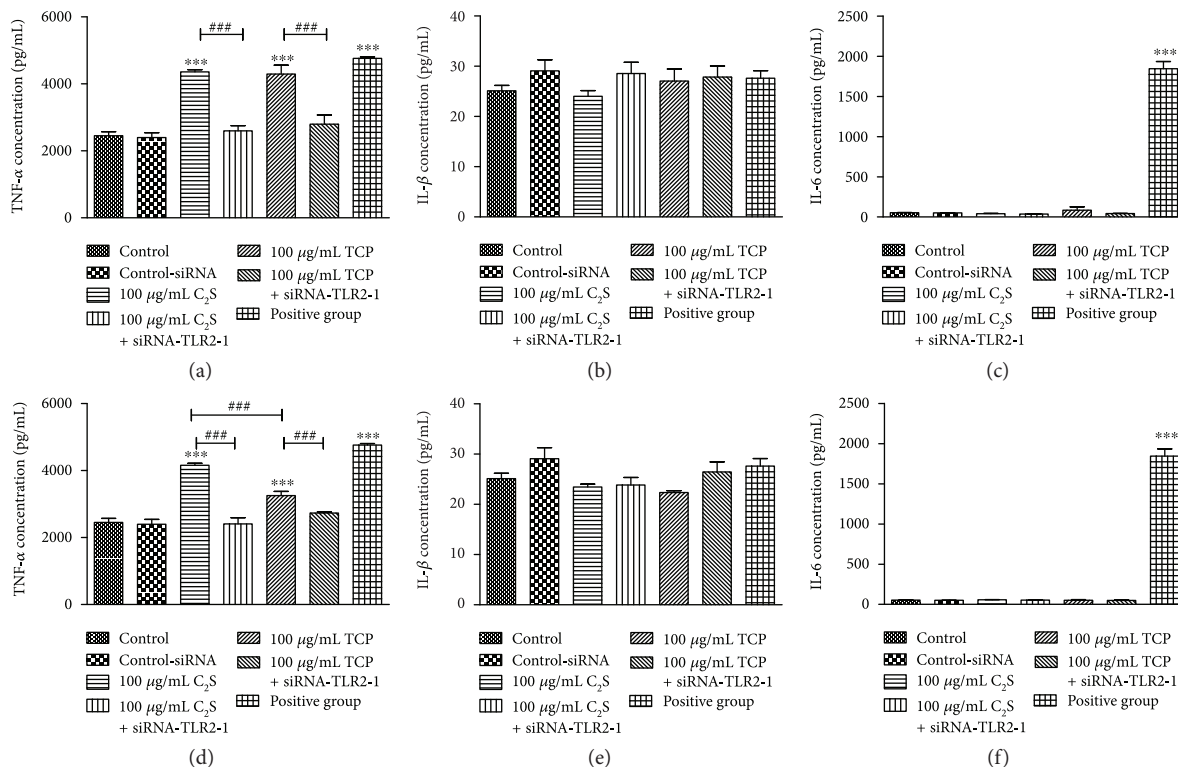 TNF-α concentration (pg/mL)
6000
4000
2000
0
***
###
***
###
***
Control
Control-siRNA
100 μg/mL C₂S
100 μg/mL C₂S
+ siRNA-TLR2-1
100 μg/mL TCP
100 μg/mL TCP
+ siRNA-TLR2-1
Positive group
(a)
IL-β concentration (pg/mL)
40
30
20
10
0
Control
Control-siRNA
100 μg/mL C₂S
100 μg/mL C₂S
+ siRNA-TLR2-1
100 μg/mL TCP
100 μg/mL TCP
+ siRNA-TLR2-1
Positive group
(b)
IL-6 concentration (pg/mL)
2500
2000
1500
1000
500
0
***
Control
Control-siRNA
100 μg/mL C₂S
100 μg/mL C₂S
+ siRNA-TLR2-1
100 μg/mL TCP
100 μg/mL TCP
+ siRNA-TLR2-1
Positive group
(c)
TNF-α concentration (pg/mL)
6000
4000
2000
0
###
***
###
***
###
***
Control
Control-siRNA
100 μg/mL C₂S
100 μg/mL C₂S
+ siRNA-TLR2-1
100 μg/mL TCP
100 μg/mL TCP
+ siRNA-TLR2-1
Positive group
(d)
IL-β concentration (pg/mL)
40
30
20
10
0
Control
Control-siRNA
100 μg/mL C₂S
100 μg/mL C₂S
+ siRNA-TLR2-1
100 μg/mL TCP
100 μg/mL TCP
+ siRNA-TLR2-1
Positive group
(e)
IL-6 concentration (pg/mL)
2500
2000
1500
1000
500
0
***
Control
Control-siRNA
100 μg/mL C₂S
100 μg/mL C₂S
+ siRNA-TLR2-1
100 μg/mL TCP
100 μg/mL TCP
+ siRNA-TLR2-1
Positive group
(f)